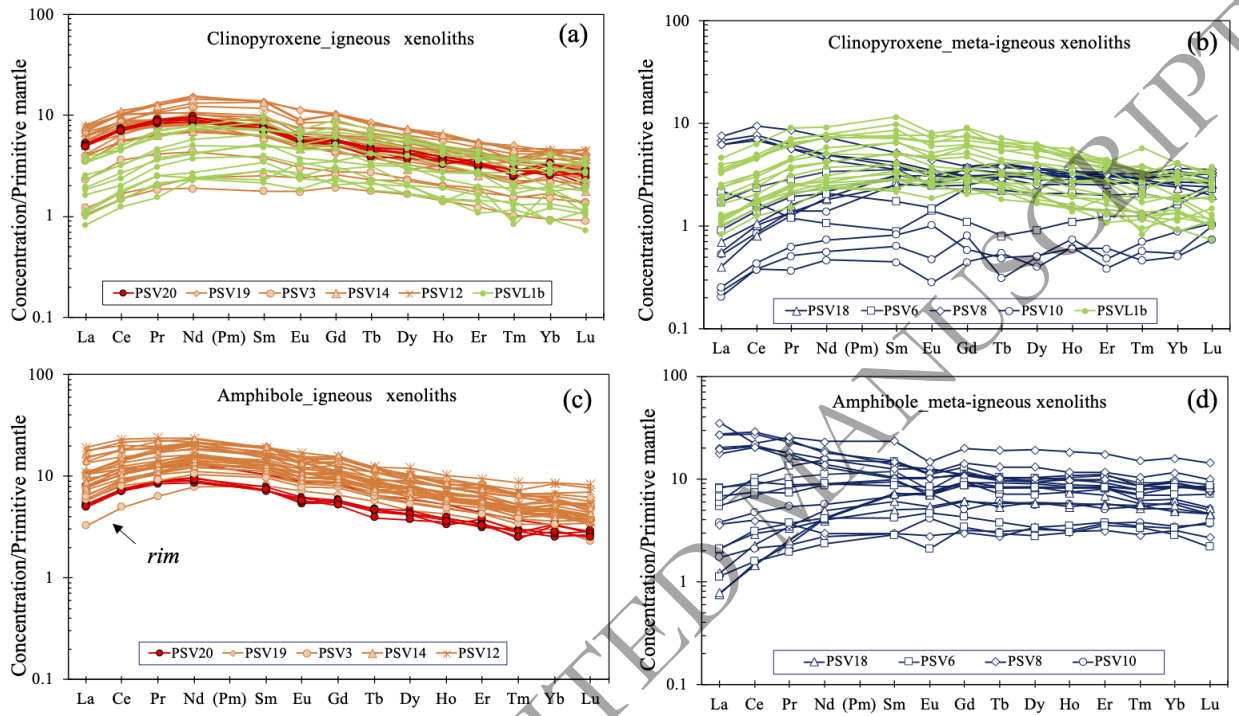 Clinopyroxene_igneous xenoliths (a)
Concentration/Primitive mantle
100
10
1
0.1
PSV20 PSV19 PSV3 PSV14 PSV12 PSVL1b
La Ce Pr Nd (Pm) Sm Eu Gd Tb Dy Ho Er Tm Yb Lu
Clinopyroxene_meta-igneous xenoliths (b)
Concentration/Primitive mantle
100
10
1
0.1
PSV18 PSV6 PSV8 PSV10 PSVL1b
La Ce Pr Nd (Pm) Sm Eu Gd Tb Dy Ho Er Tm Yb Lu
Amphibole_igneous xenoliths (c)
Concentration/Primitive mantle
100
10
1
0.1
rim
PSV20 PSV19 PSV3 PSV14 PSV12
La Ce Pr Nd (Pm) Sm Eu Gd Tb Dy Ho Er Tm Yb Lu
Amphibole_meta-igneous xenoliths (d)
Concentration/Primitive mantle
100
10
1
0.1
PSV18 PSV6 PSV8 PSV10
La Ce Pr Nd (Pm) Sm Eu Gd Tb Dy Ho Er Tm Yb Lu
TED MANUSCRIPT